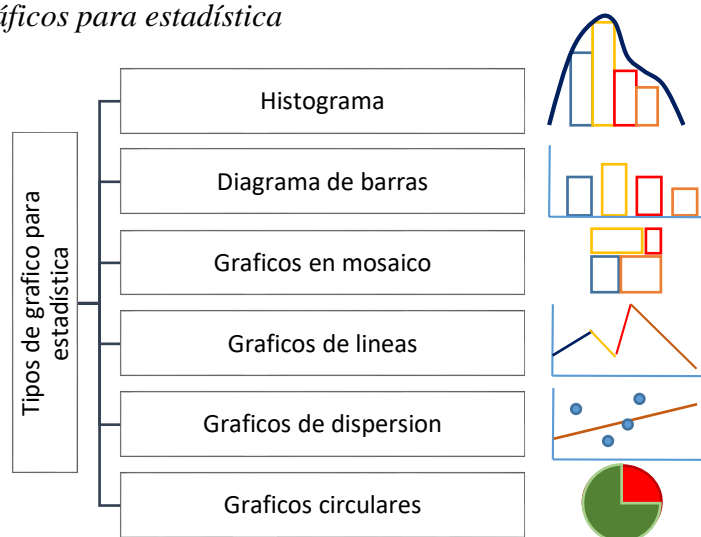 áficos para estadística
Histograma
Diagrama de barras
Graficos en mosaico
Tipos de grafico para
estadística
Graficos de lineas
Graficos de dispersion
Graficos circulares